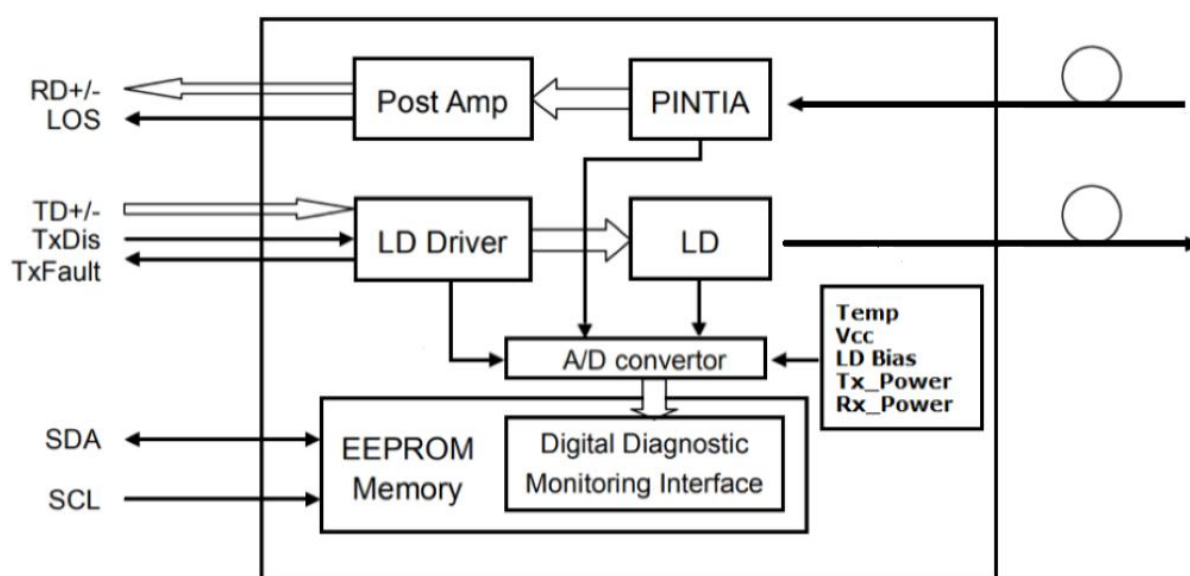 RD+/-
LOS
Post Amp
PINTIA
TD+/-
TxDis
TxFault
LD Driver
LD
Temp
Vcc
LD Bias
Tx_Power
Rx_Power
A/D convertor
SDA
SCL
EEPROM
Memory
Digital Diagnostic
Monitoring Interface